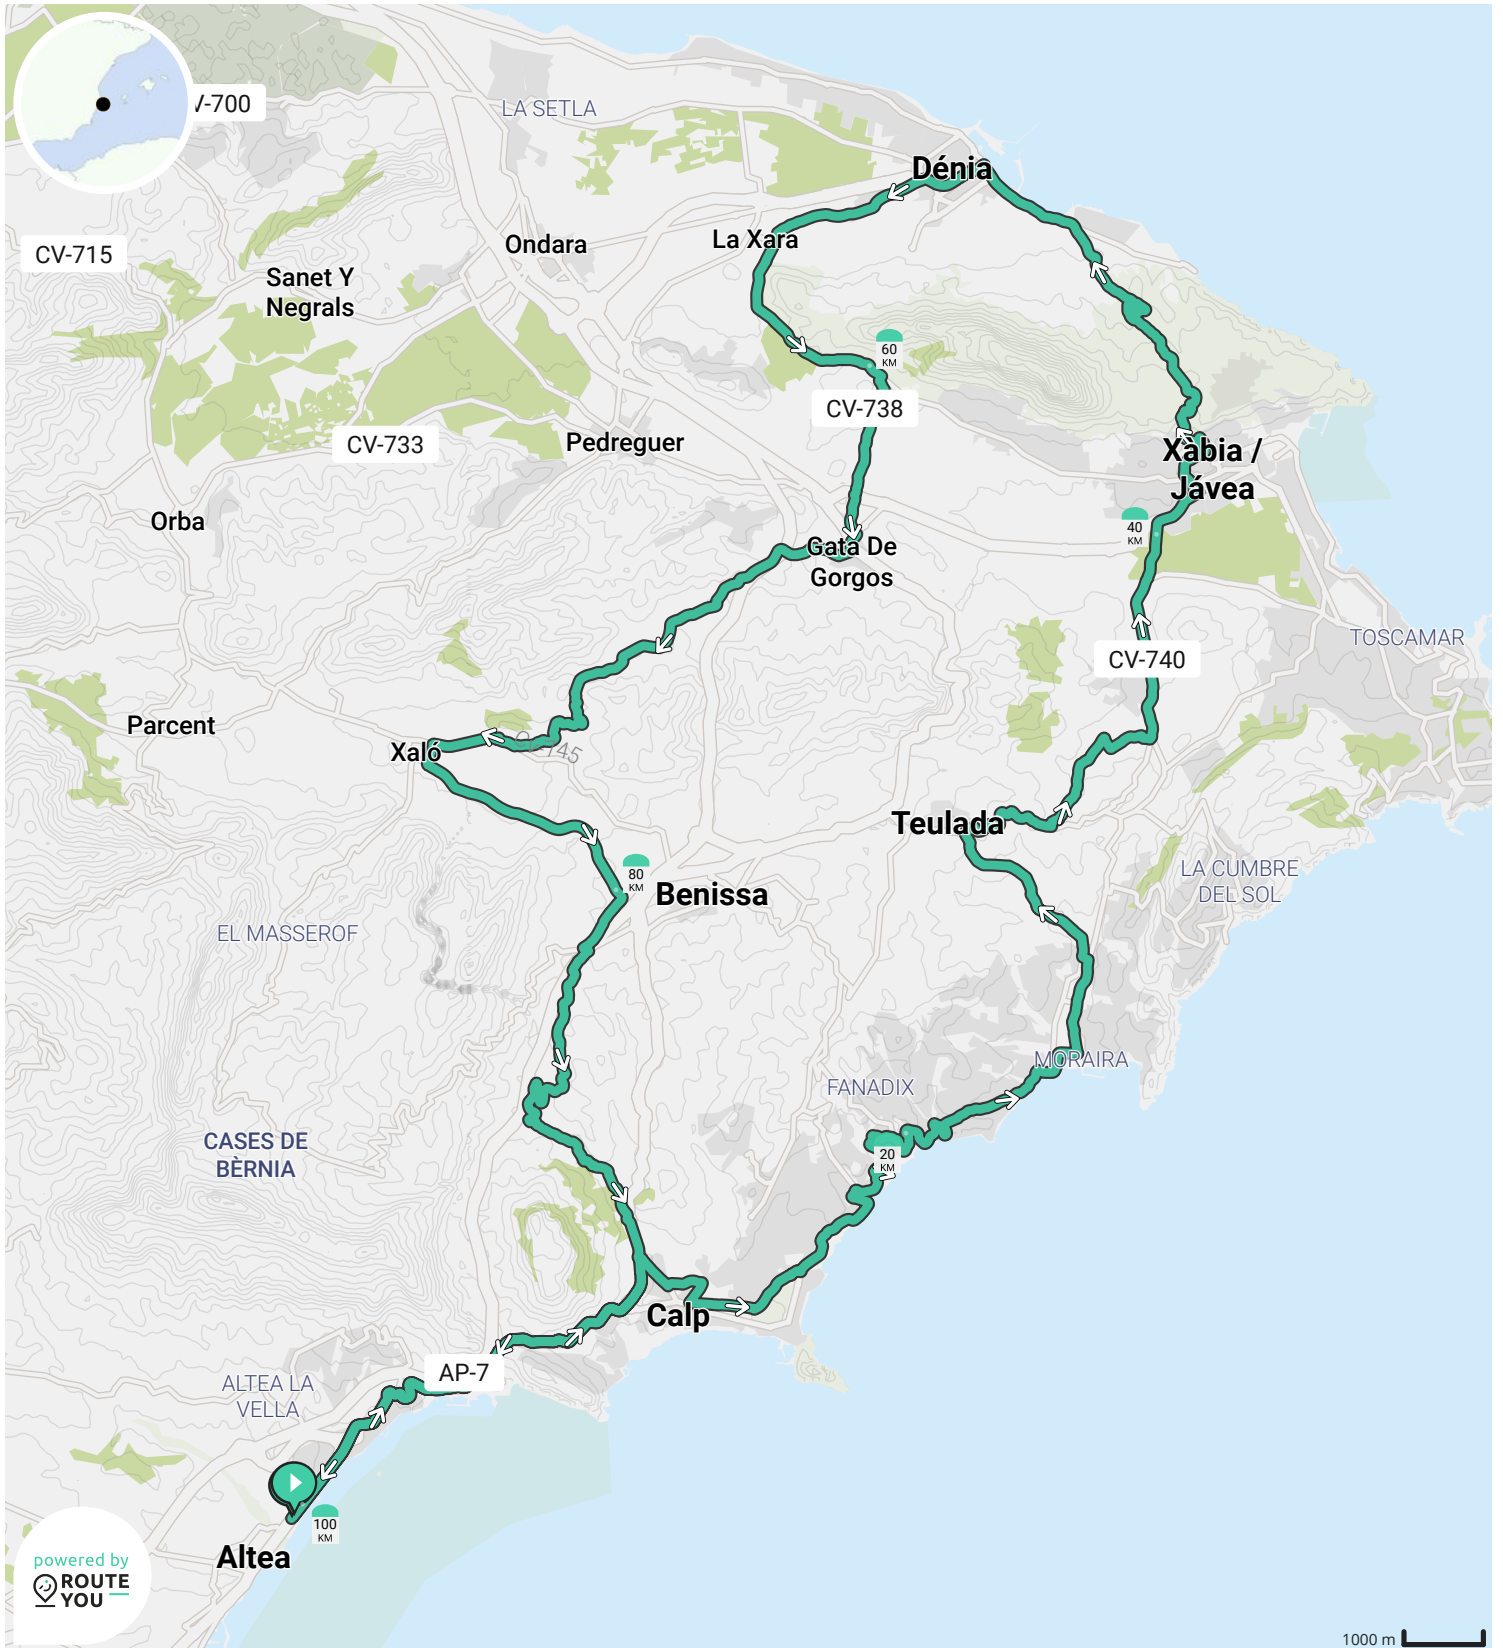 V-700
LA SETLA
Dénia
CV-715
Ondara
La Xara
Sanet Y
Negrals
60
KM
CV-738
CV-733
Pedreguer
Xàbia /
Jávea
Orba
40
KM
Gata De
Gorgos
TOSCAMAR
CV-740
Parcent
Xaló
CV-745
Teulada
80
KM
Benissa
LA CUMBRE
DEL SOL
EL MASSEROF
MORAIRA
FANADIX
CASES DE
BÈRNIA
20
KM
Calp
AP-7
ALTEA LA
VELLA
100
KM
Altea
powered by
ROUTE
YOU
1000 m